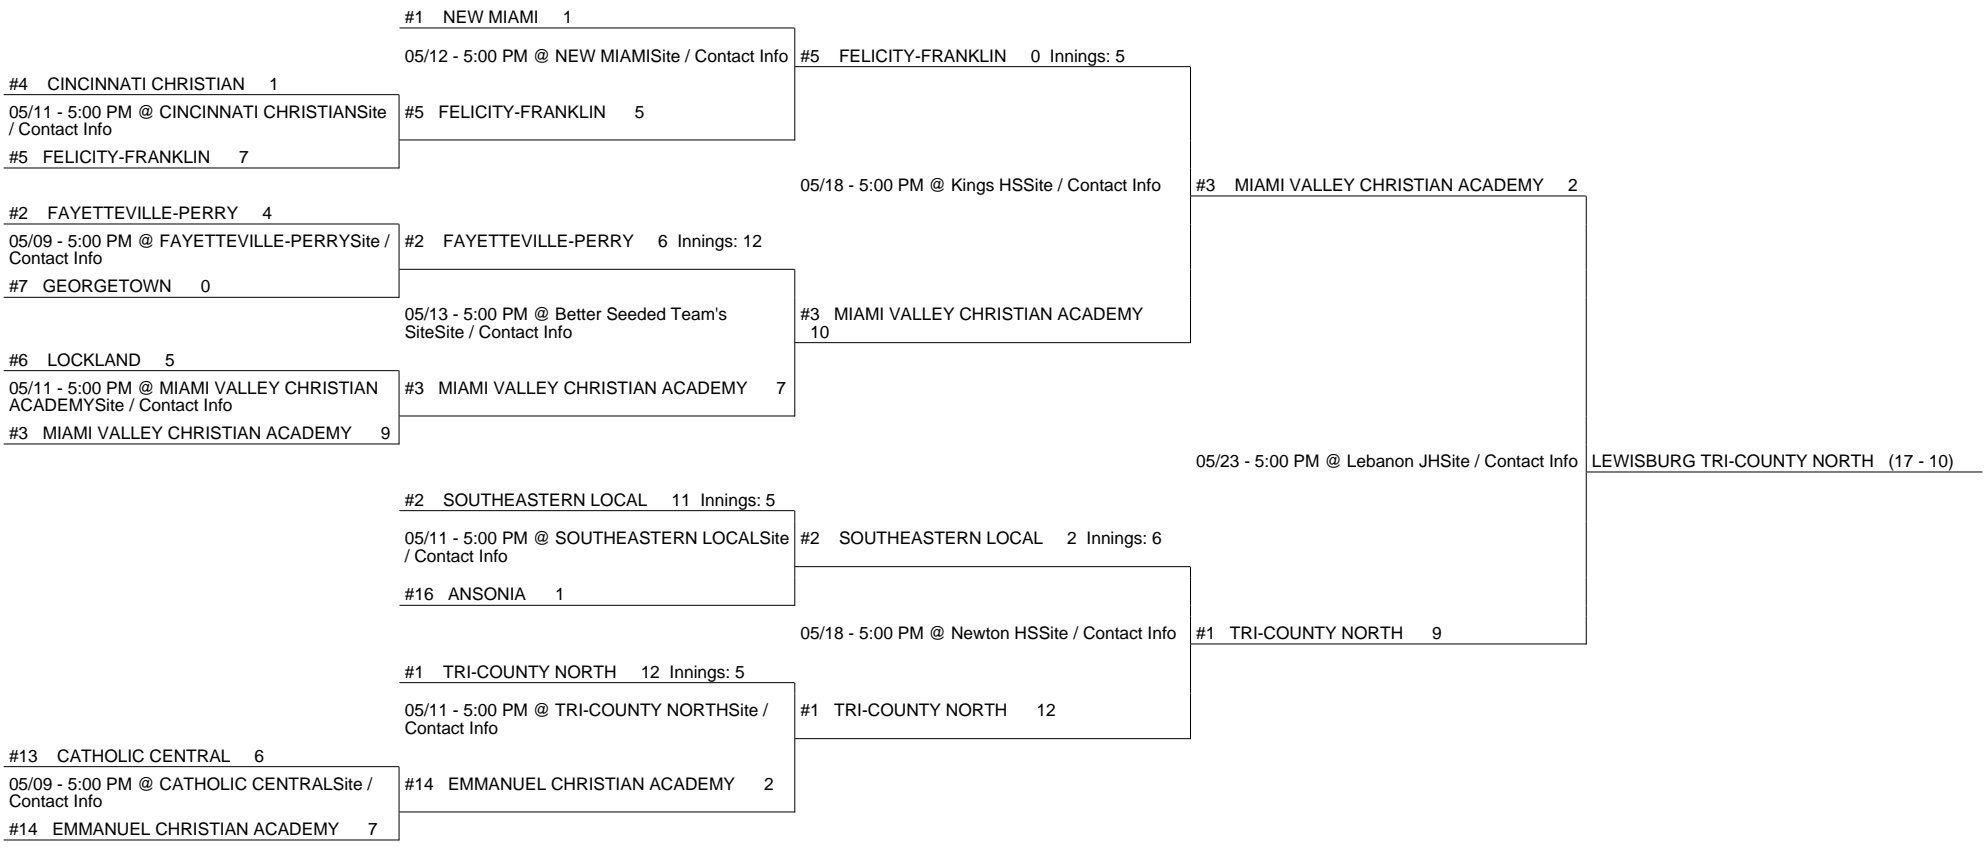 #1 NEW MIAMI 1
05/12 - 5:00 PM @ NEW MIAMISite / Contact Info
#5 FELICITY-FRANKLIN 0 Innings: 5
#4 CINCINNATI CHRISTIAN 1
05/11 - 5:00 PM @ CINCINNATI CHRISTIANSite
/ Contact Info
#5 FELICITY-FRANKLIN 5
#5 FELICITY-FRANKLIN 7
05/18 - 5:00 PM @ Kings HSSite / Contact Info
#3 MIAMI VALLEY CHRISTIAN ACADEMY 2
#2 FAYETTEVILLE-PERRY 4
05/09 - 5:00 PM @ FAYETTEVILLE-PERRYSite /
Contact Info
#2 FAYETTEVILLE-PERRY 6 Innings: 12
#7 GEORGETOWN 0
05/13 - 5:00 PM @ Better Seeded Team's
SiteSite / Contact Info
#3 MIAMI VALLEY CHRISTIAN ACADEMY
10
#6 LOCKLAND 5
05/11 - 5:00 PM @ MIAMI VALLEY CHRISTIAN
ACADEMYSite / Contact Info
#3 MIAMI VALLEY CHRISTIAN ACADEMY 7
#3 MIAMI VALLEY CHRISTIAN ACADEMY 9
05/23 - 5:00 PM @ Lebanon JHSite / Contact Info
LEWISBURG TRI-COUNTY NORTH (17 - 10)
#2 SOUTHEASTERN LOCAL 11 Innings: 5
05/11 - 5:00 PM @ SOUTHEASTERN LOCALSite
/ Contact Info
#2 SOUTHEASTERN LOCAL 2 Innings: 6
#16 ANSONIA 1
05/18 - 5:00 PM @ Newton HSSite / Contact Info
#1 TRI-COUNTY NORTH 9
#1 TRI-COUNTY NORTH 12 Innings: 5
05/11 - 5:00 PM @ TRI-COUNTY NORTHSite /
Contact Info
#1 TRI-COUNTY NORTH 12
#13 CATHOLIC CENTRAL 6
05/09 - 5:00 PM @ CATHOLIC CENTRALSite /
Contact Info
#14 EMMANUEL CHRISTIAN ACADEMY 2
#14 EMMANUEL CHRISTIAN ACADEMY 7